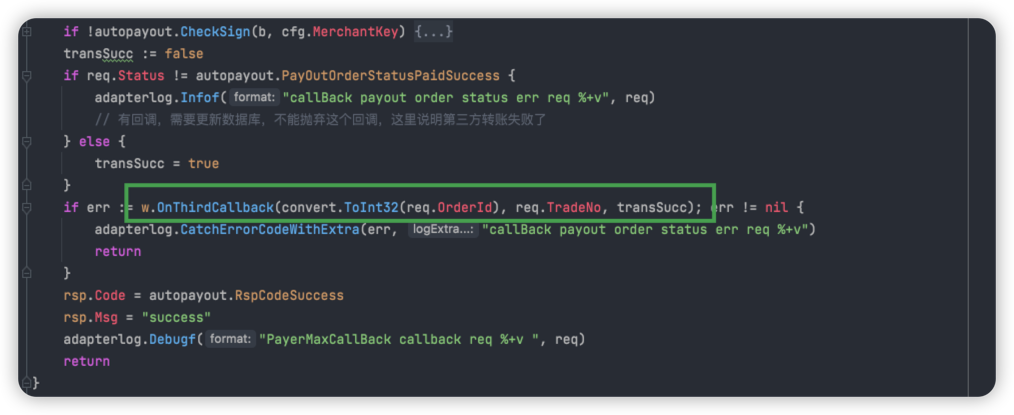 if !autopayout.CheckSign(b, cfg.MerchantKey) {...}
transSucc := false
if req.Status != autopayout.PayOutOrderStatusPaidSuccess {
adapterlog.Infof( format: "callBack payout order status err req %+v", req)
// 有回调，需要更新数据库，不能抛弃这个回调，这里说明第三方转账失败了
} else {
transSucc = true
}
if err := w.OnThirdCallback(convert.ToInt32(req.OrderId), req.TradeNo, transSucc); err != nil {
adapterlog.CatchErrorCodeWithExtra(err, logExtra...: "callBack payout order status err req %+v")
return
}
rsp.Code = autopayout.RspCodeSuccess
rsp.Msg = "success"
adapterlog.Debugf( format: "PayerMaxCallBack callback req %+v ", req)
return
}